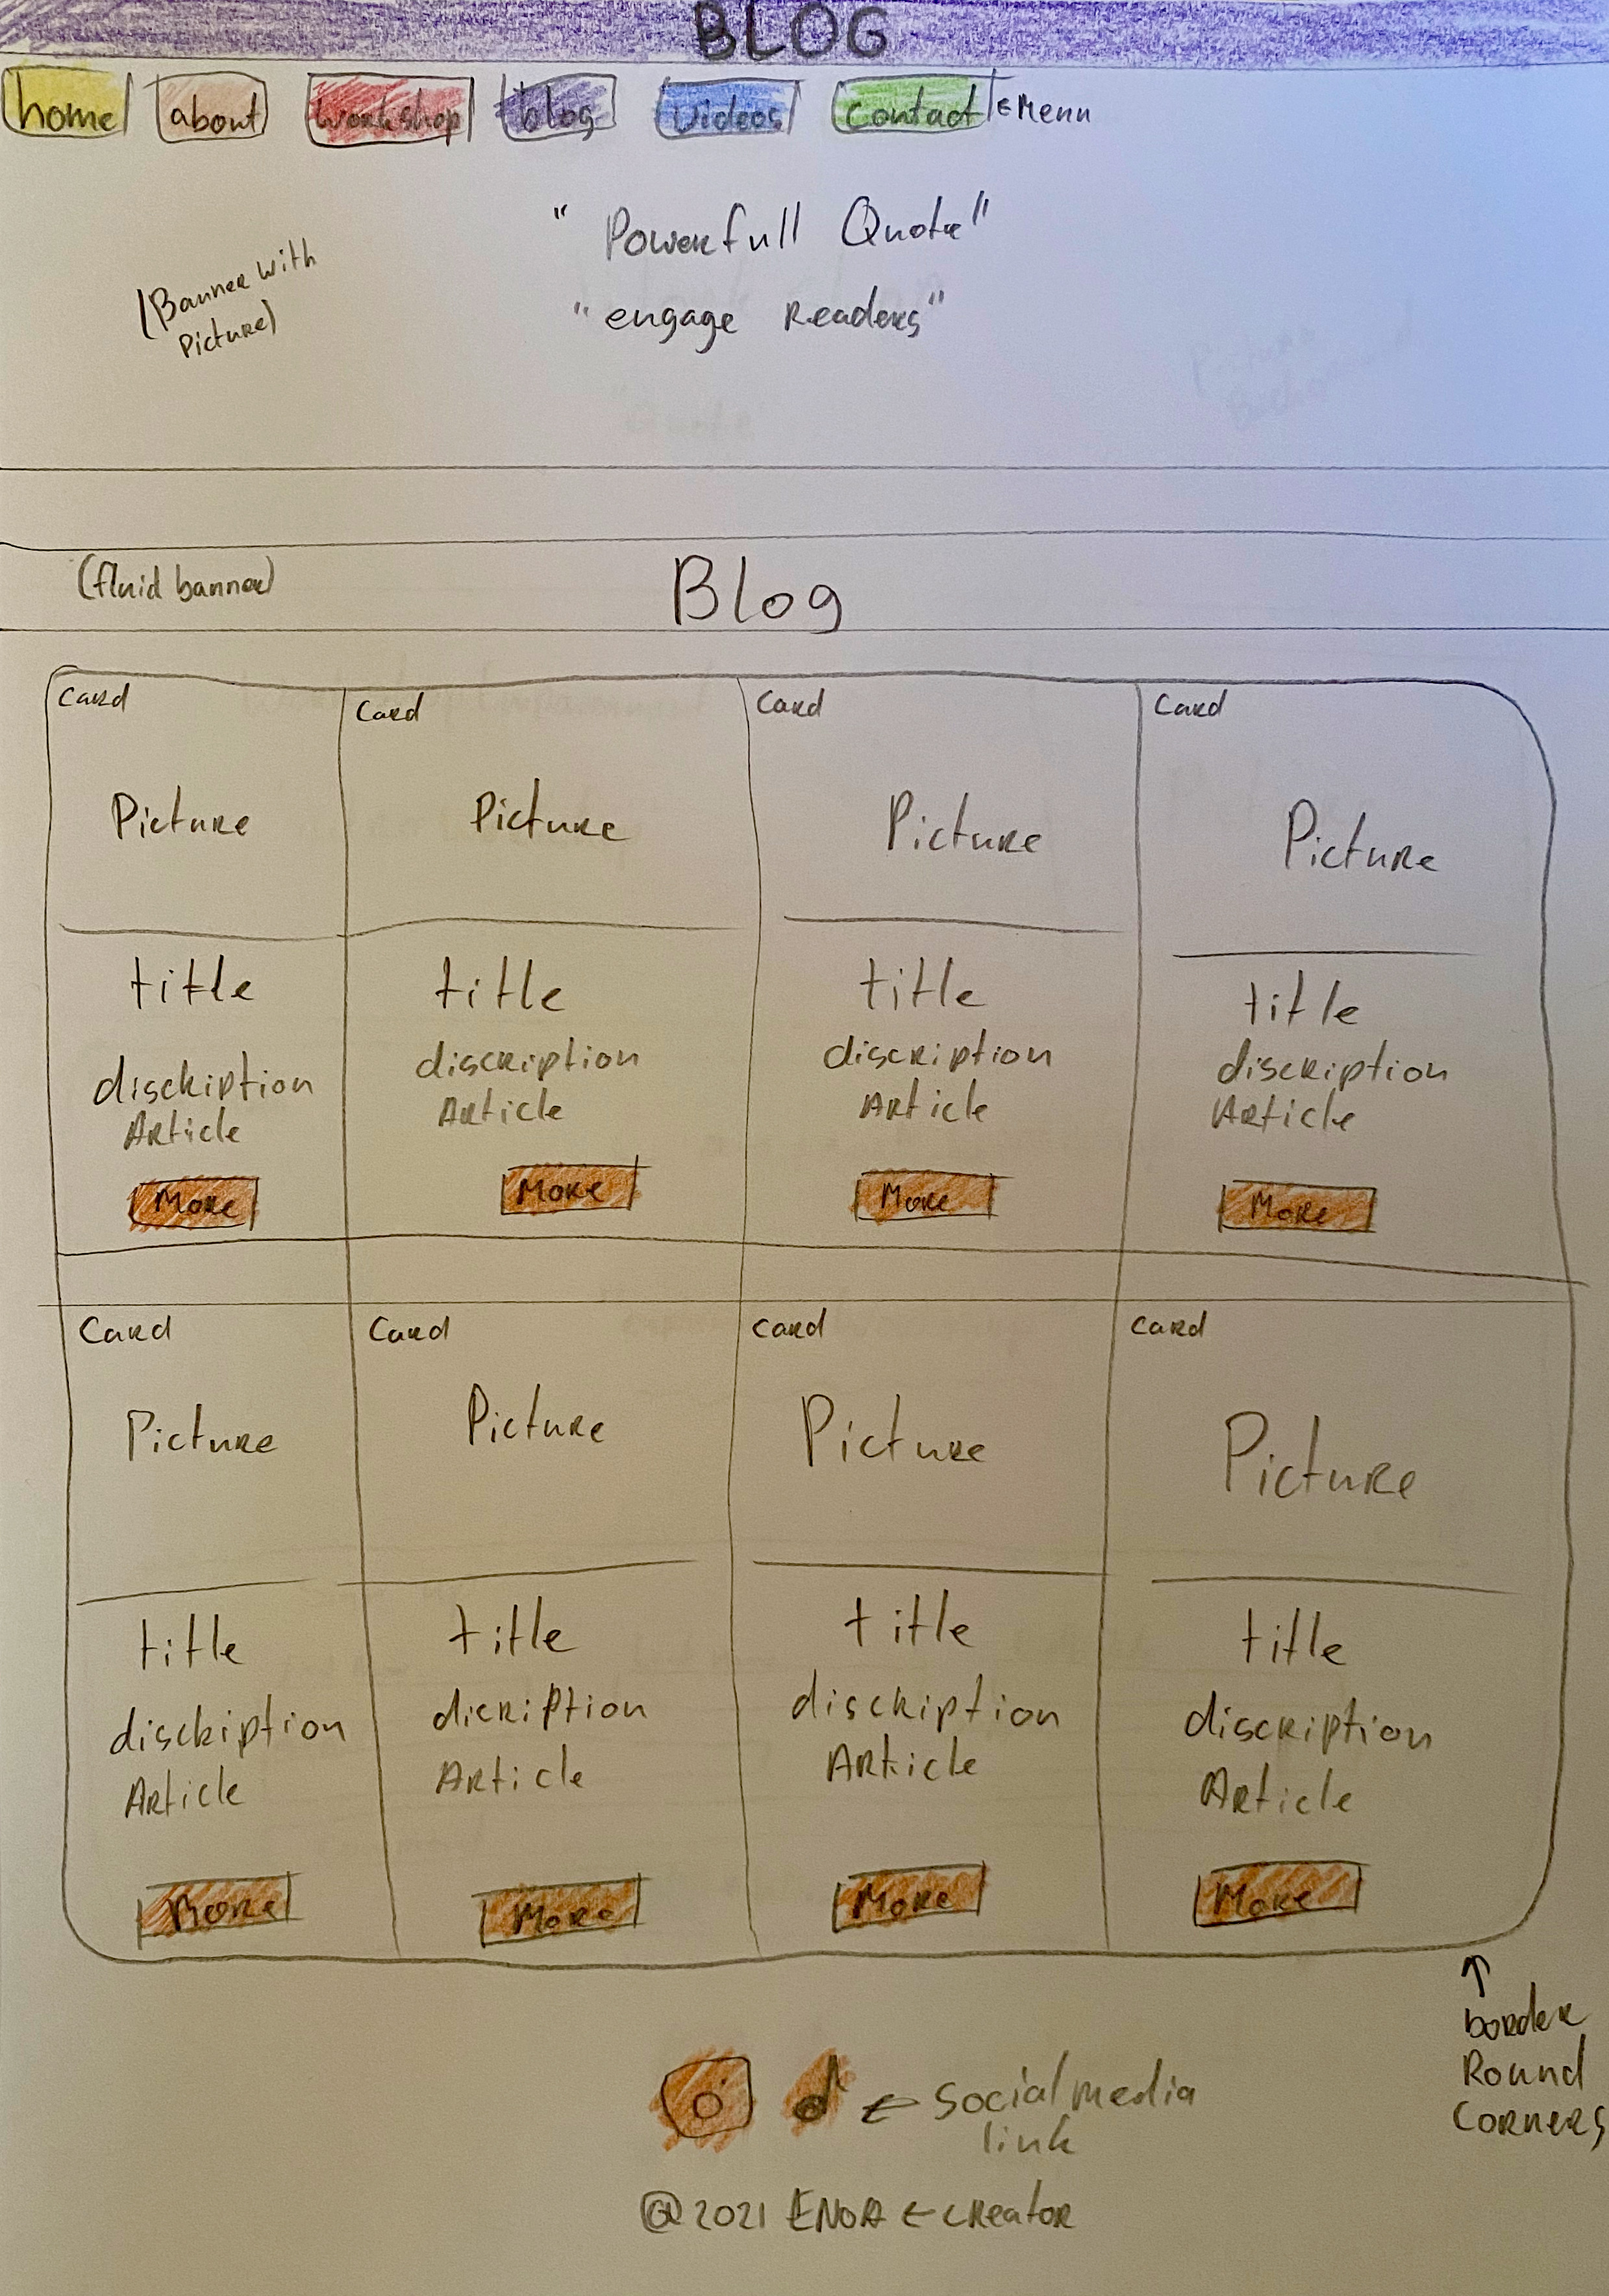 BLOG
home about workshop blog Videos Contact ← Menu
" Powerfull Quote"
(Banner with
Picture)
"engage Readers"
Picture
Quote
(fluid banner) Blog
Card Card Card Card
Picture Picture Picture Picture
title title title title
discription discription discription discription
Article Article Article Article
More More More More
Card Card Card Card
Picture Picture Picture Picture
title title title title
discription dicription discription discription
Article Article Article Article
More More More More
↑
border
Round
Corners
← social media
link
@2021 ENOA ← creator